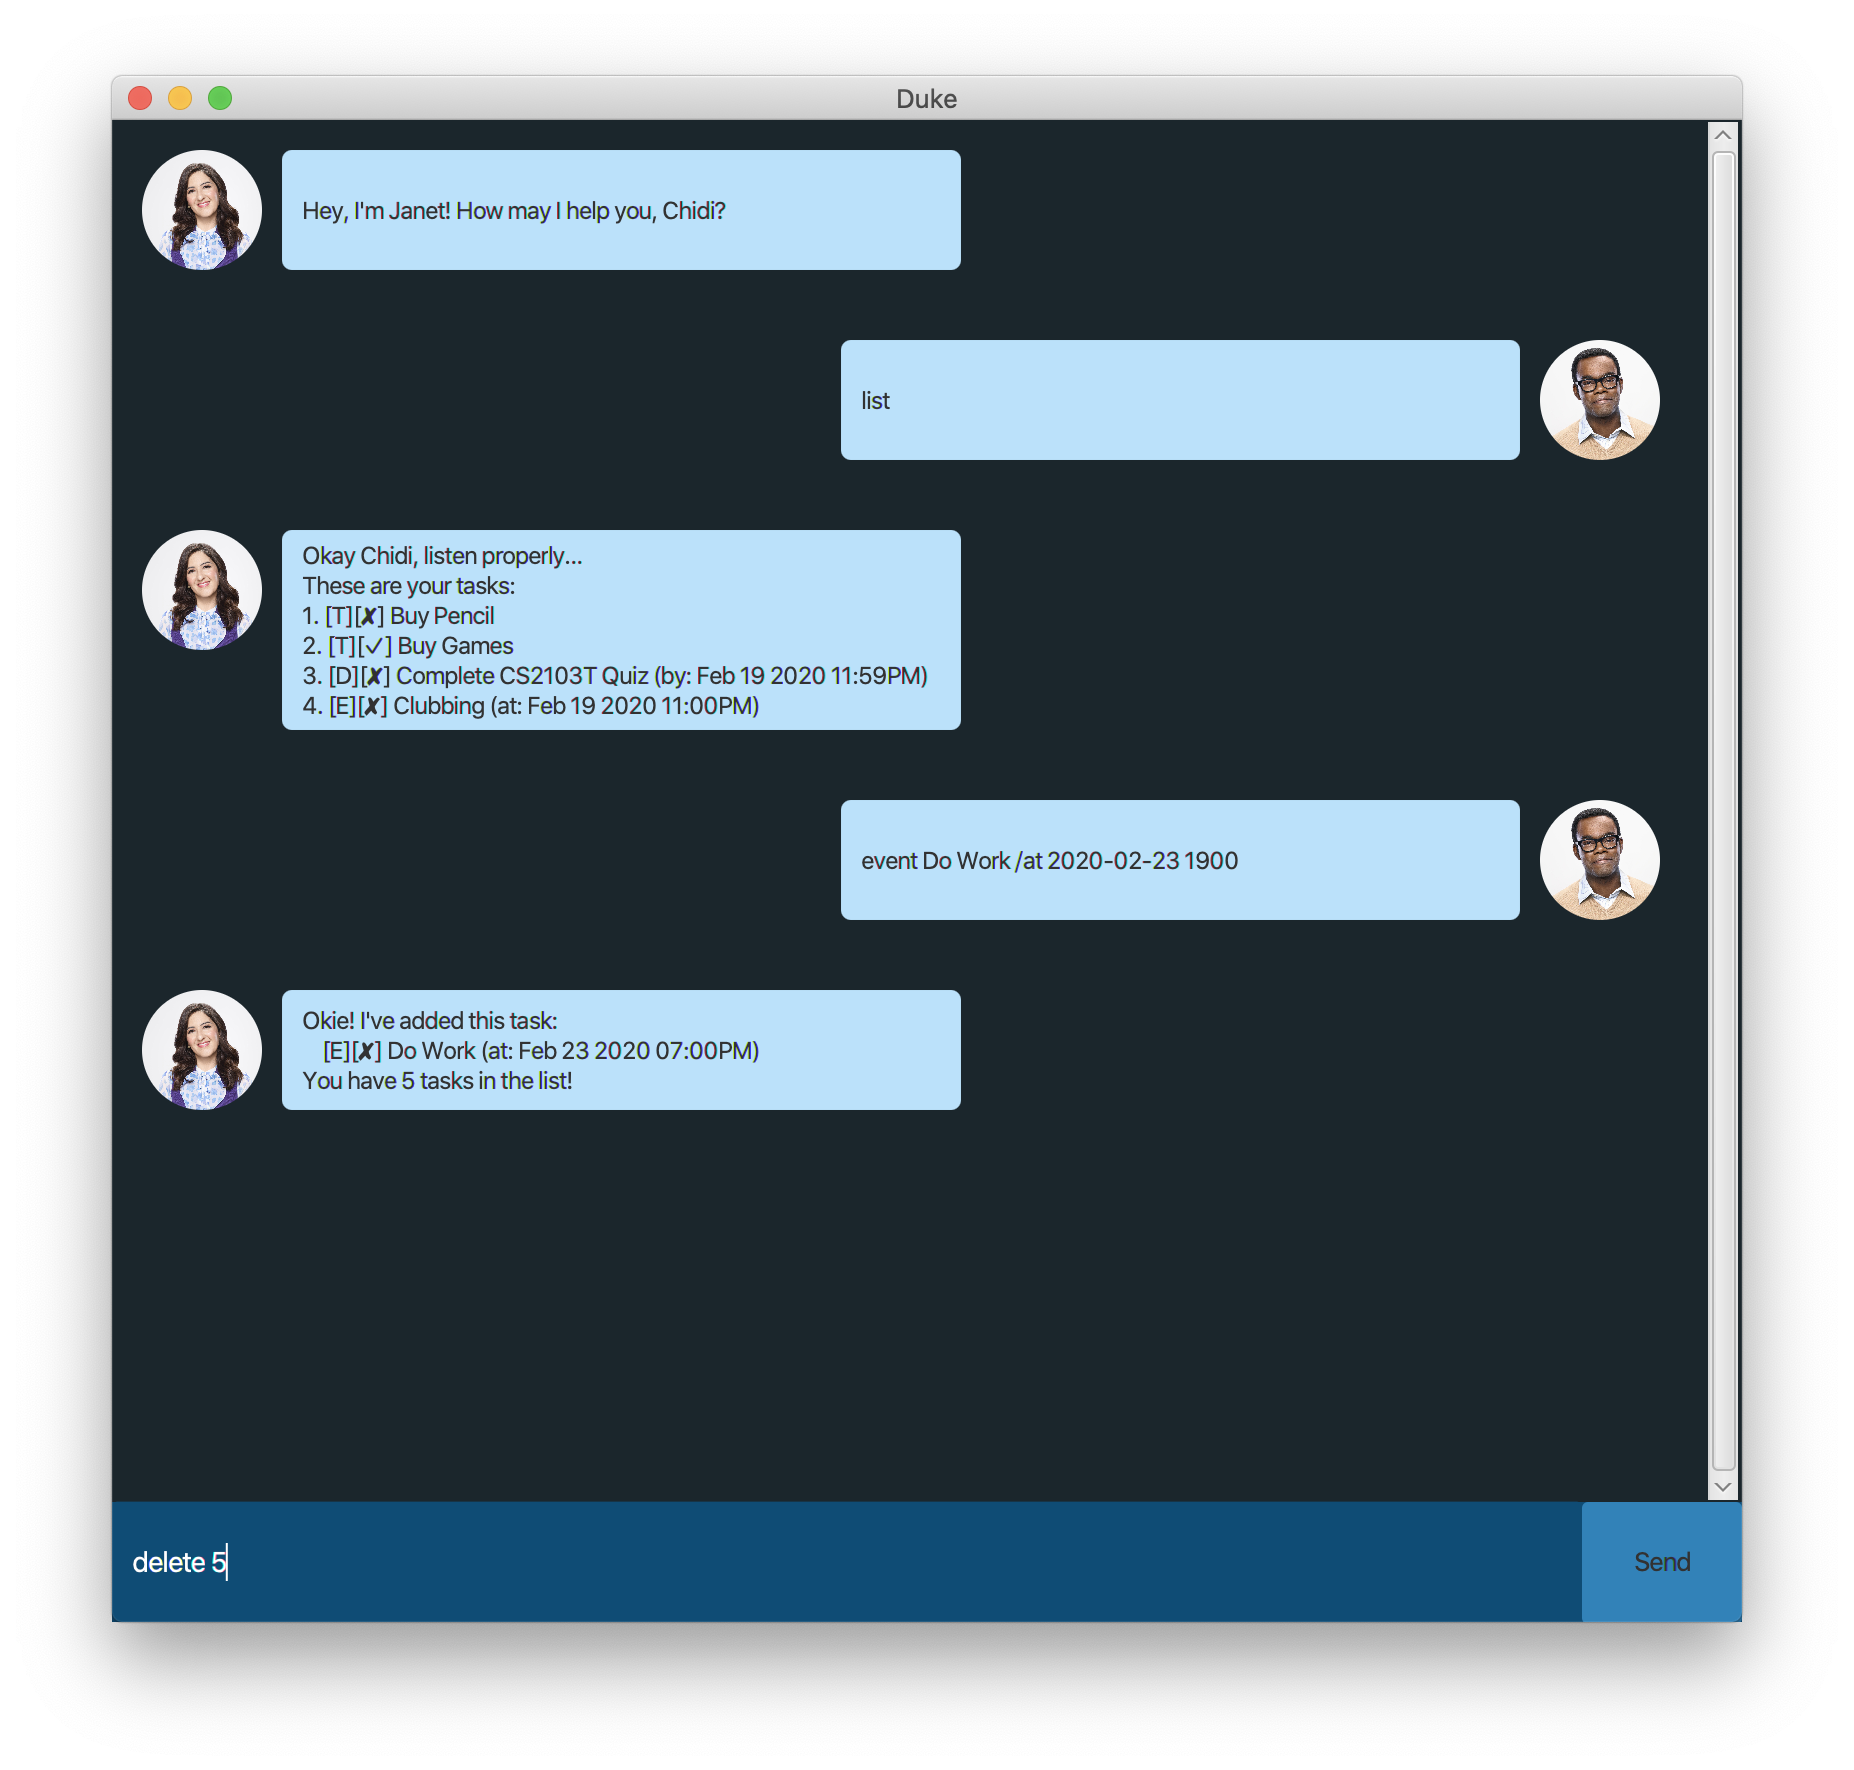 Duke
Hey, I'm Janet! How may I help you, Chidi?
list
Okay Chidi, listen properly...
These are your tasks:
1. [T][✘] Buy Pencil
2. [T][✓] Buy Games
3. [D][✘] Complete CS2103T Quiz (by: Feb 19 2020 11:59PM)
4. [E][✘] Clubbing (at: Feb 19 2020 11:00PM)
event Do Work /at 2020-02-23 1900
Okie! I've added this task:
[E][✘] Do Work (at: Feb 23 2020 07:00PM)
You have 5 tasks in the list!
delete 5
Send